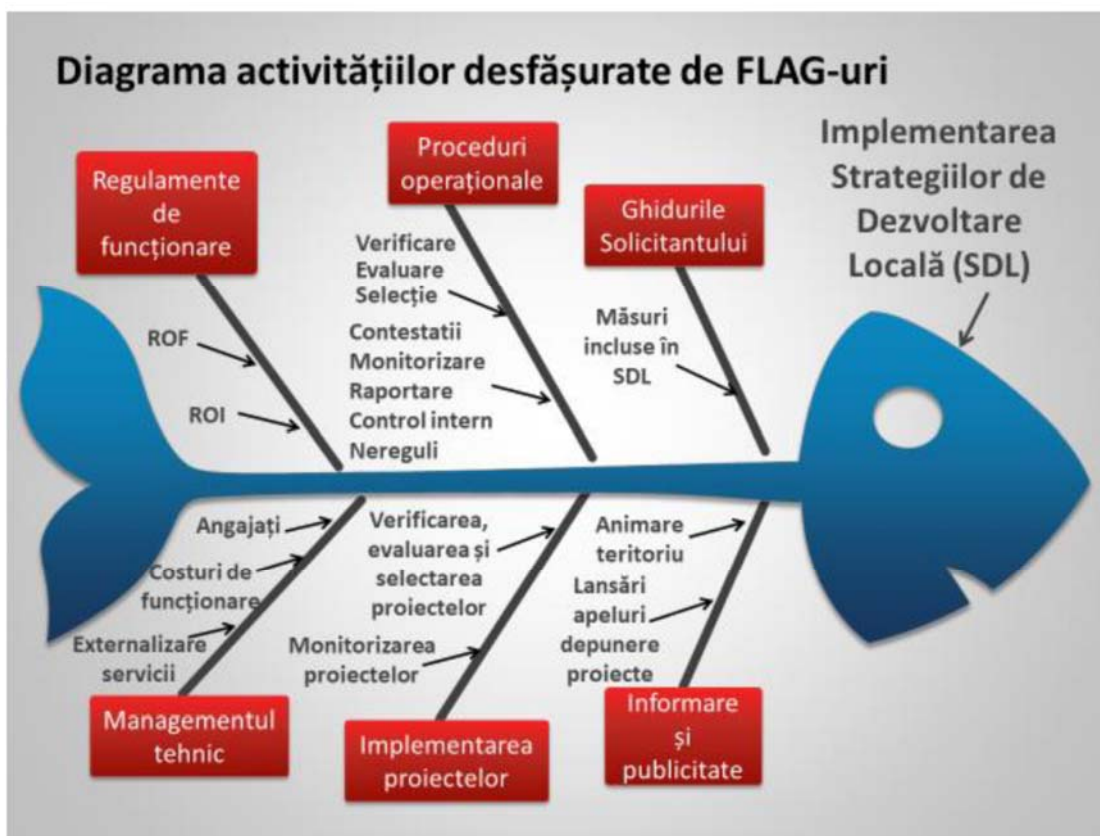 Diagrama activitățiilor desfășurate de FLAG-uri
Implementarea
Strategiilor de
Dezvoltare
Locală (SDL)
Regulamente
de
funcționare
Proceduri
operaționale
Ghidurile
Solicitantului
ROF
ROI
Verificare
Evaluare
Selecție
Contestatii
Monitorizare
Raportare
Control intern
Nereguli
Măsuri
incluse în
SDL
Angajați
Costuri de
funcționare
Externalizare
servicii
Verificarea,
evaluarea și
selectarea
proiectelor
Monitorizarea
proiectelor
Animare
teritoriu
Lansări
apeluri
depunere
proiecte
Managementul
tehnic
Implementarea
proiectelor
Informare
și
publicitate